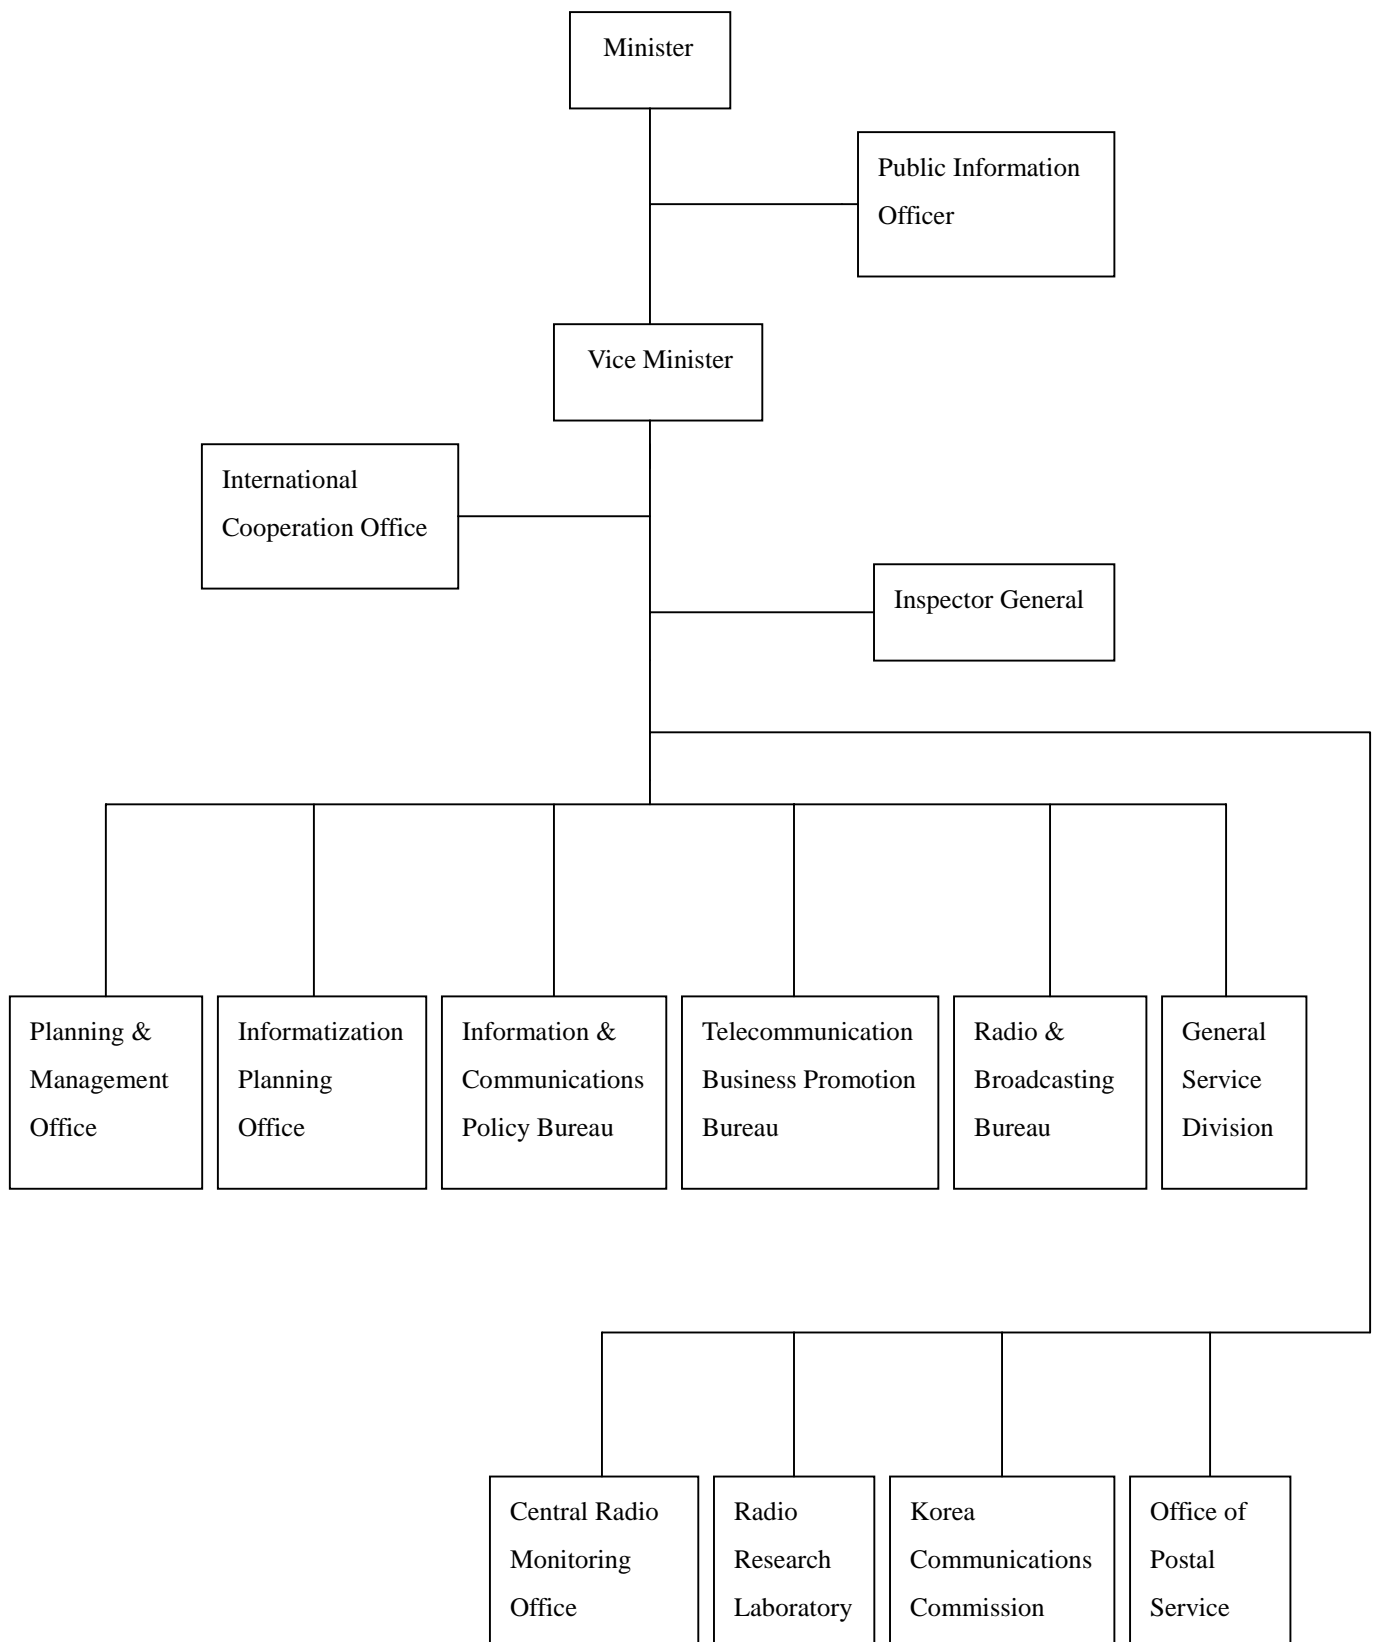 Minister
Public Information
Officer
Vice Minister
International
Cooperation Office
Inspector General
Planning &
Management
Office
Informatization
Planning
Office
Information &
Communications
Policy Bureau
Telecommunication
Business Promotion
Bureau
Radio &
Broadcasting
Bureau
General
Service
Division
Central Radio
Monitoring
Office
Radio
Research
Laboratory
Korea
Communications
Commission
Office of
Postal
Service